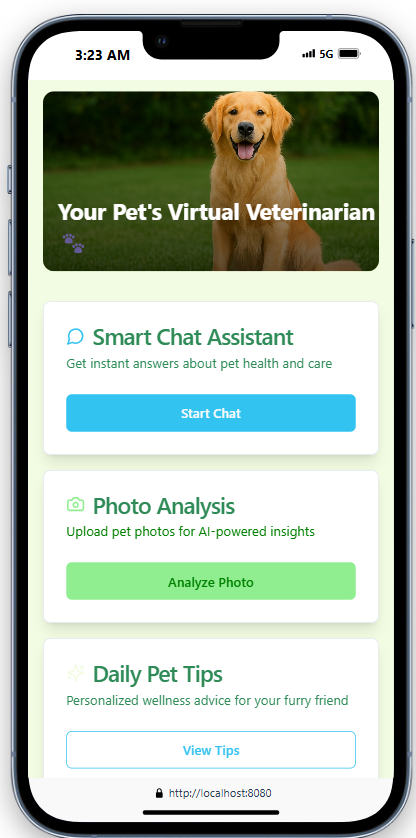 3:23 AM 5G
Your Pet's Virtual Veterinarian
🐾
Smart Chat Assistant
Get instant answers about pet health and care
Start Chat
Photo Analysis
Upload pet photos for AI-powered insights
Analyze Photo
Daily Pet Tips
Personalized wellness advice for your furry friend
View Tips
http://localhost:8080